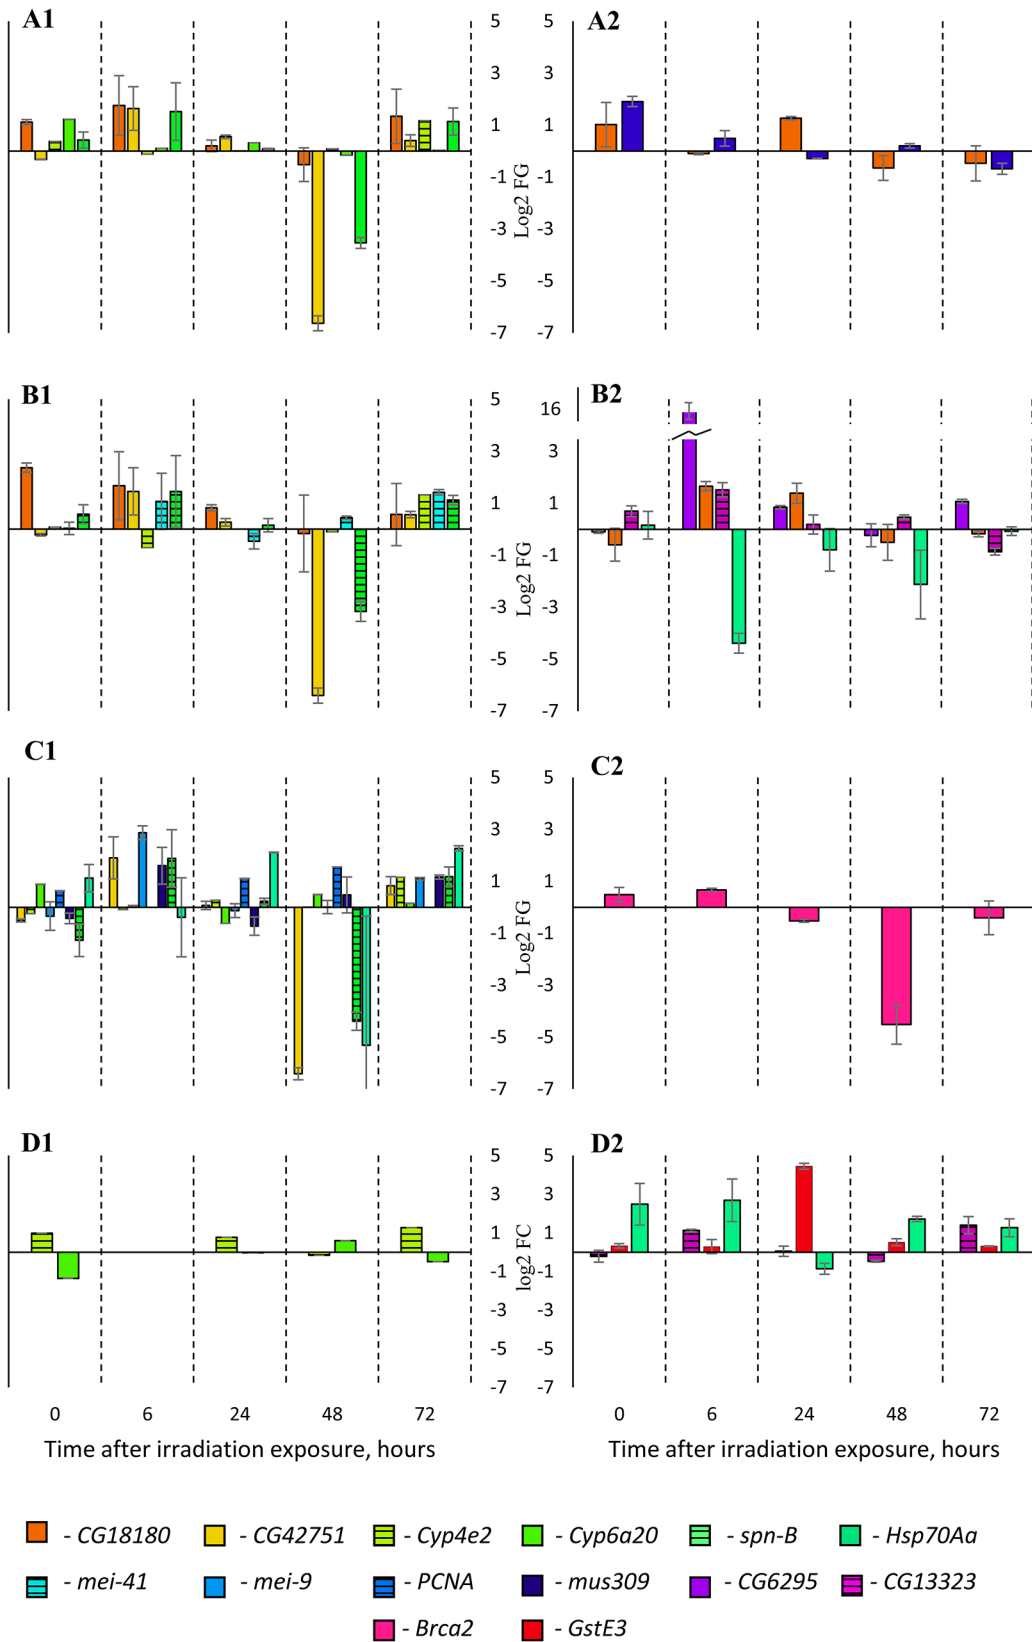 A1
A2
5
3
1
-1
-3
-5
-7
Log2 FG
5
3
1
-1
-3
-5
-7
B1
B2
5
3
1
-1
-3
-5
-7
Log2 FG
16
3
1
-1
-3
-5
-7
C1
C2
5
3
1
-1
-3
-5
-7
Log2 FG
5
3
1
-1
-3
-5
-7
D1
D2
5
3
1
-1
-3
-5
-7
log2 FC
5
3
1
-1
-3
-5
-7
0 6 24 48 72
0 6 24 48 72
Time after irradiation exposure, hours
Time after irradiation exposure, hours
- CG18180 - CG42751 - Cyp4e2 - Cyp6a20 - spn-B - Hsp70Aa
- mei-41 - mei-9 - PCNA - mus309 - CG6295 - CG13323
- Brca2 - GstE3